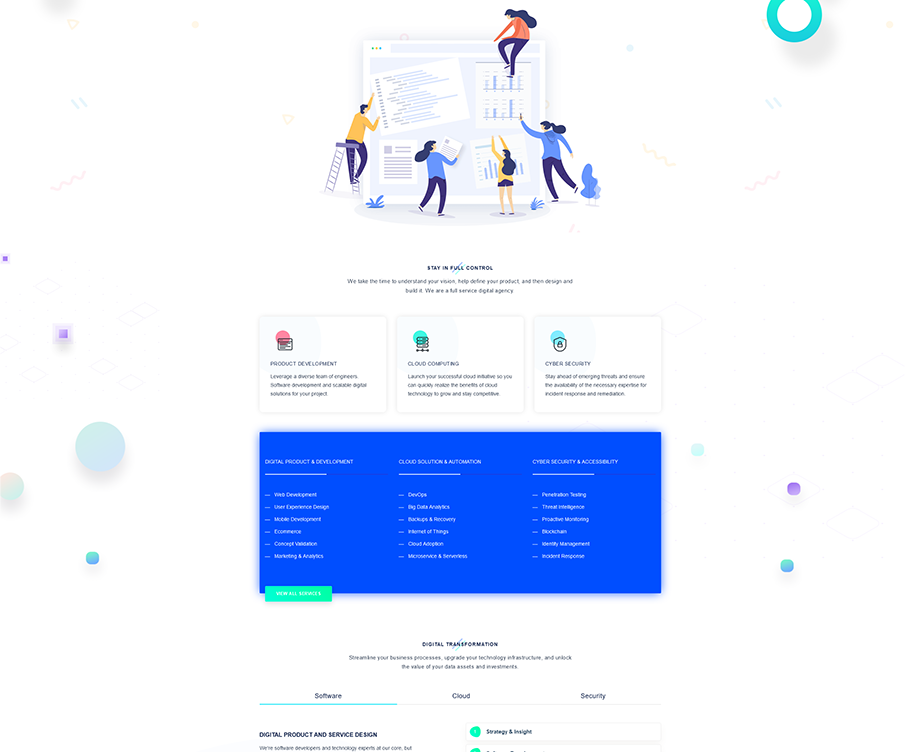 STAY IN FULL CONTROL
We take the time to understand your vision, help define your product, and then design and
build it. We are a full service digital agency.
PRODUCT DEVELOPMENT
Leverage a diverse team of engineers.
Software development and scalable digital
solutions for your project.
CLOUD COMPUTING
Launch your successful cloud initiative so you
can quickly realize the benefits of cloud
technology to grow and stay competitive.
CYBER SECURITY
Stay ahead of emerging threats and ensure
the availability of the necessary expertise for
incident response and remediation.
DIGITAL PRODUCT & DEVELOPMENT
— Web Development
— User Experience Design
— Mobile Development
— Ecommerce
— Concept Validation
— Marketing & Analytics
CLOUD SOLUTION & AUTOMATION
— DevOps
— Big Data Analytics
— Backups & Recovery
— Internet of Things
— Cloud Adoption
— Microservice & Serverless
CYBER SECURITY & ACCESSIBILITY
— Penetration Testing
— Threat Intelligence
— Proactive Monitoring
— Blockchain
— Identity Management
— Incident Response
VIEW ALL SERVICES
DIGITAL TRANSFORMATION
Streamline your business processes, upgrade your technology infrastructure, and unlock
the value of your data assets and investments.
Software
Cloud
Security
DIGITAL PRODUCT AND SERVICE DESIGN
We're software developers and technology experts at our core, but
Strategy & Insight